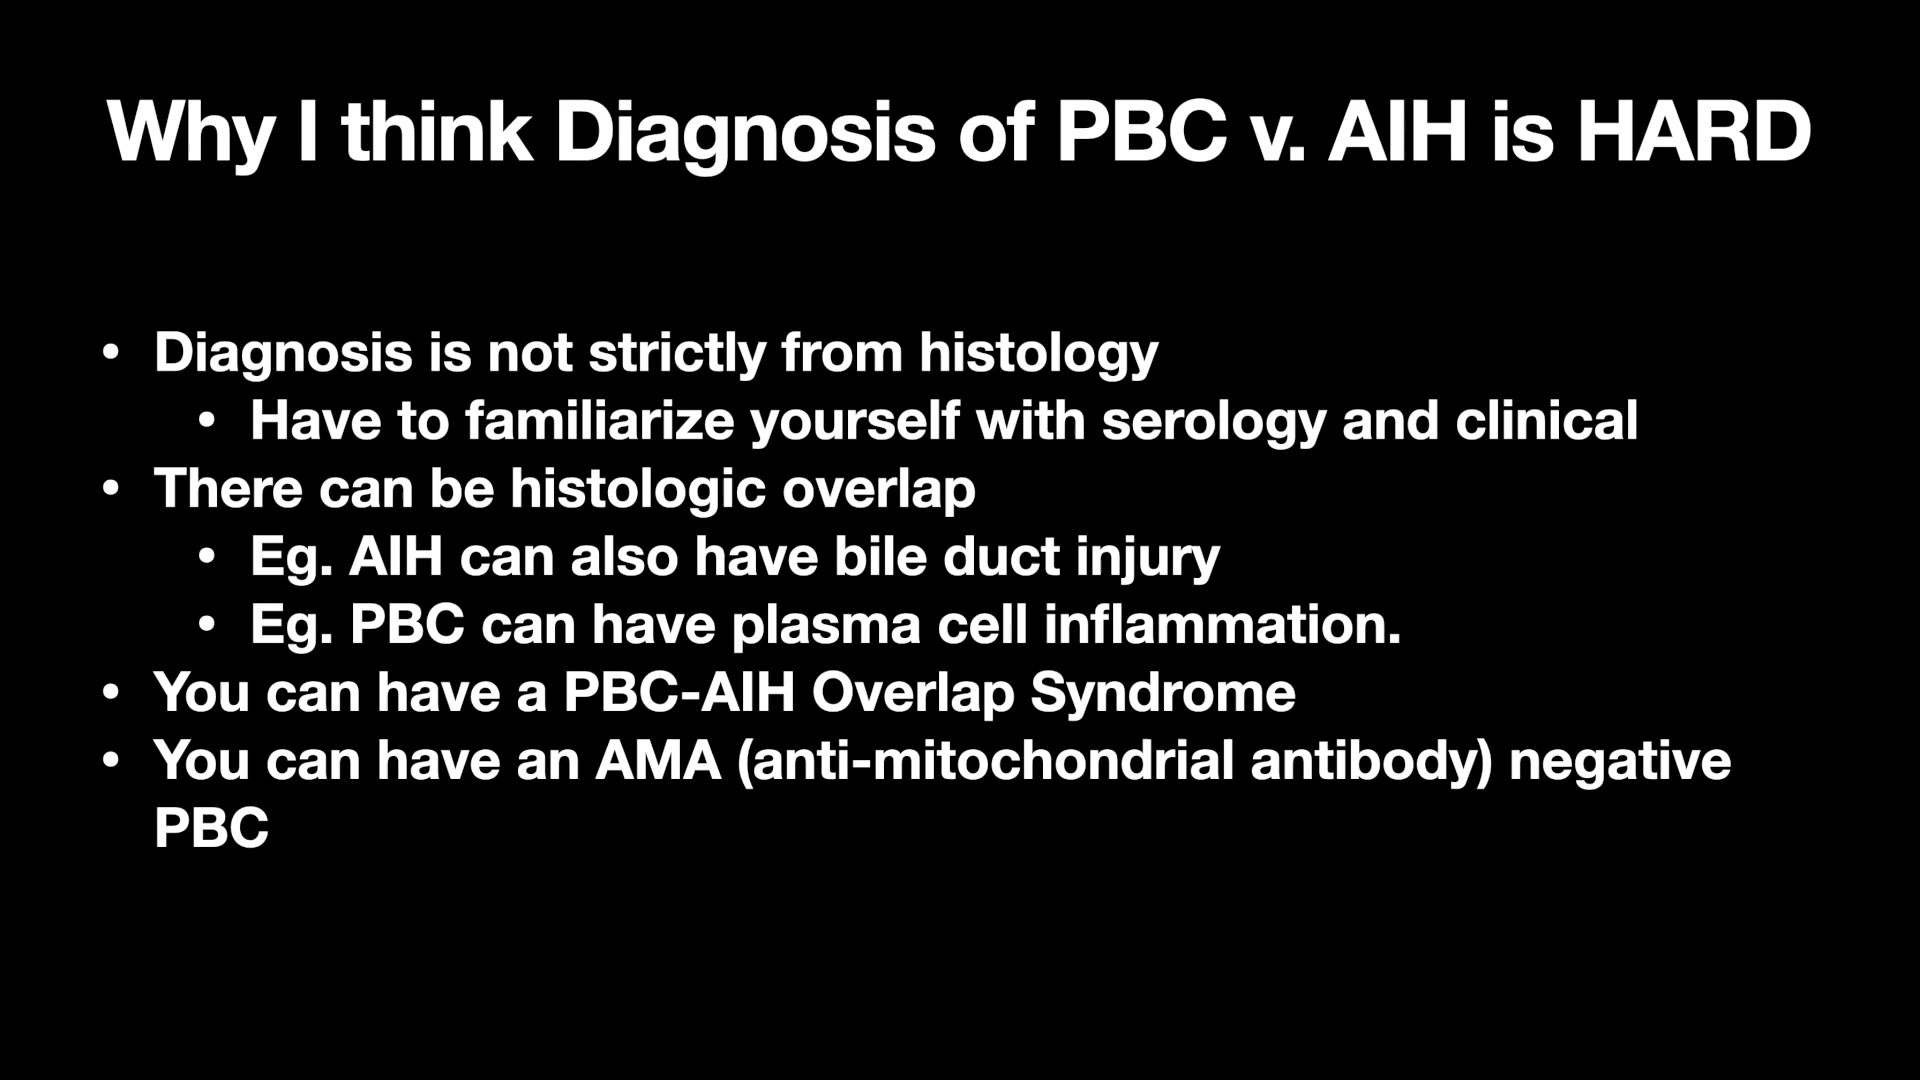 Why I think Diagnosis of PBC v. AIH is HARD
• Diagnosis is not strictly from histology
• Have to familiarize yourself with serology and clinical
• There can be histologic overlap
• Eg. AIH can also have bile duct injury
• Eg. PBC can have plasma cell inflammation.
• You can have a PBC-AIH Overlap Syndrome
• You can have an AMA (anti-mitochondrial antibody) negative
PBC